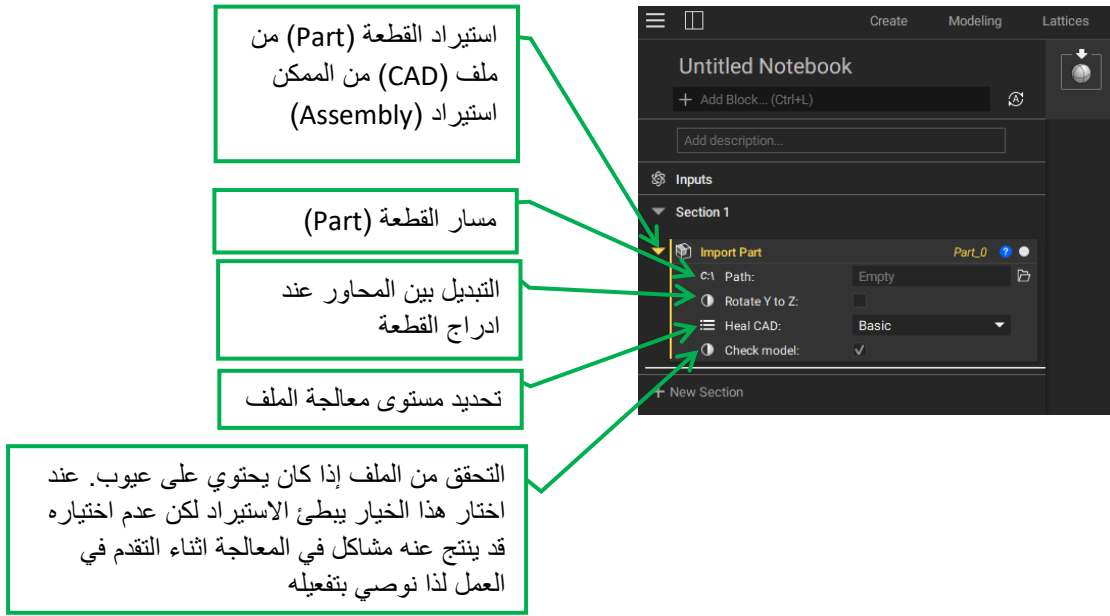 استيراد القطعة (Part) من
ملف (CAD) من الممكن
استيراد (Assembly)
مسار القطعة (Part)
التبديل بين المحاور عند
ادراج القطعة
تحديد مستوى معالجة الملف
التحقق من الملف إذا كان يحتوي على عيوب. عند
اختار هذا الخيار يبطئ الاستيراد لكن عدم اختياره
قد ينتج عنه مشاكل في المعالجة اثناء التقدم في
العمل لذا نوصي بتفعيله
Create Modeling Lattices
Untitled Notebook
+ Add Block... (Ctrl+L)
Add description...
Inputs
Section 1
Import Part Part_0 ?
C:\ Path: Empty
Rotate Y to Z:
Heal CAD: Basic
Check model:
+ New Section